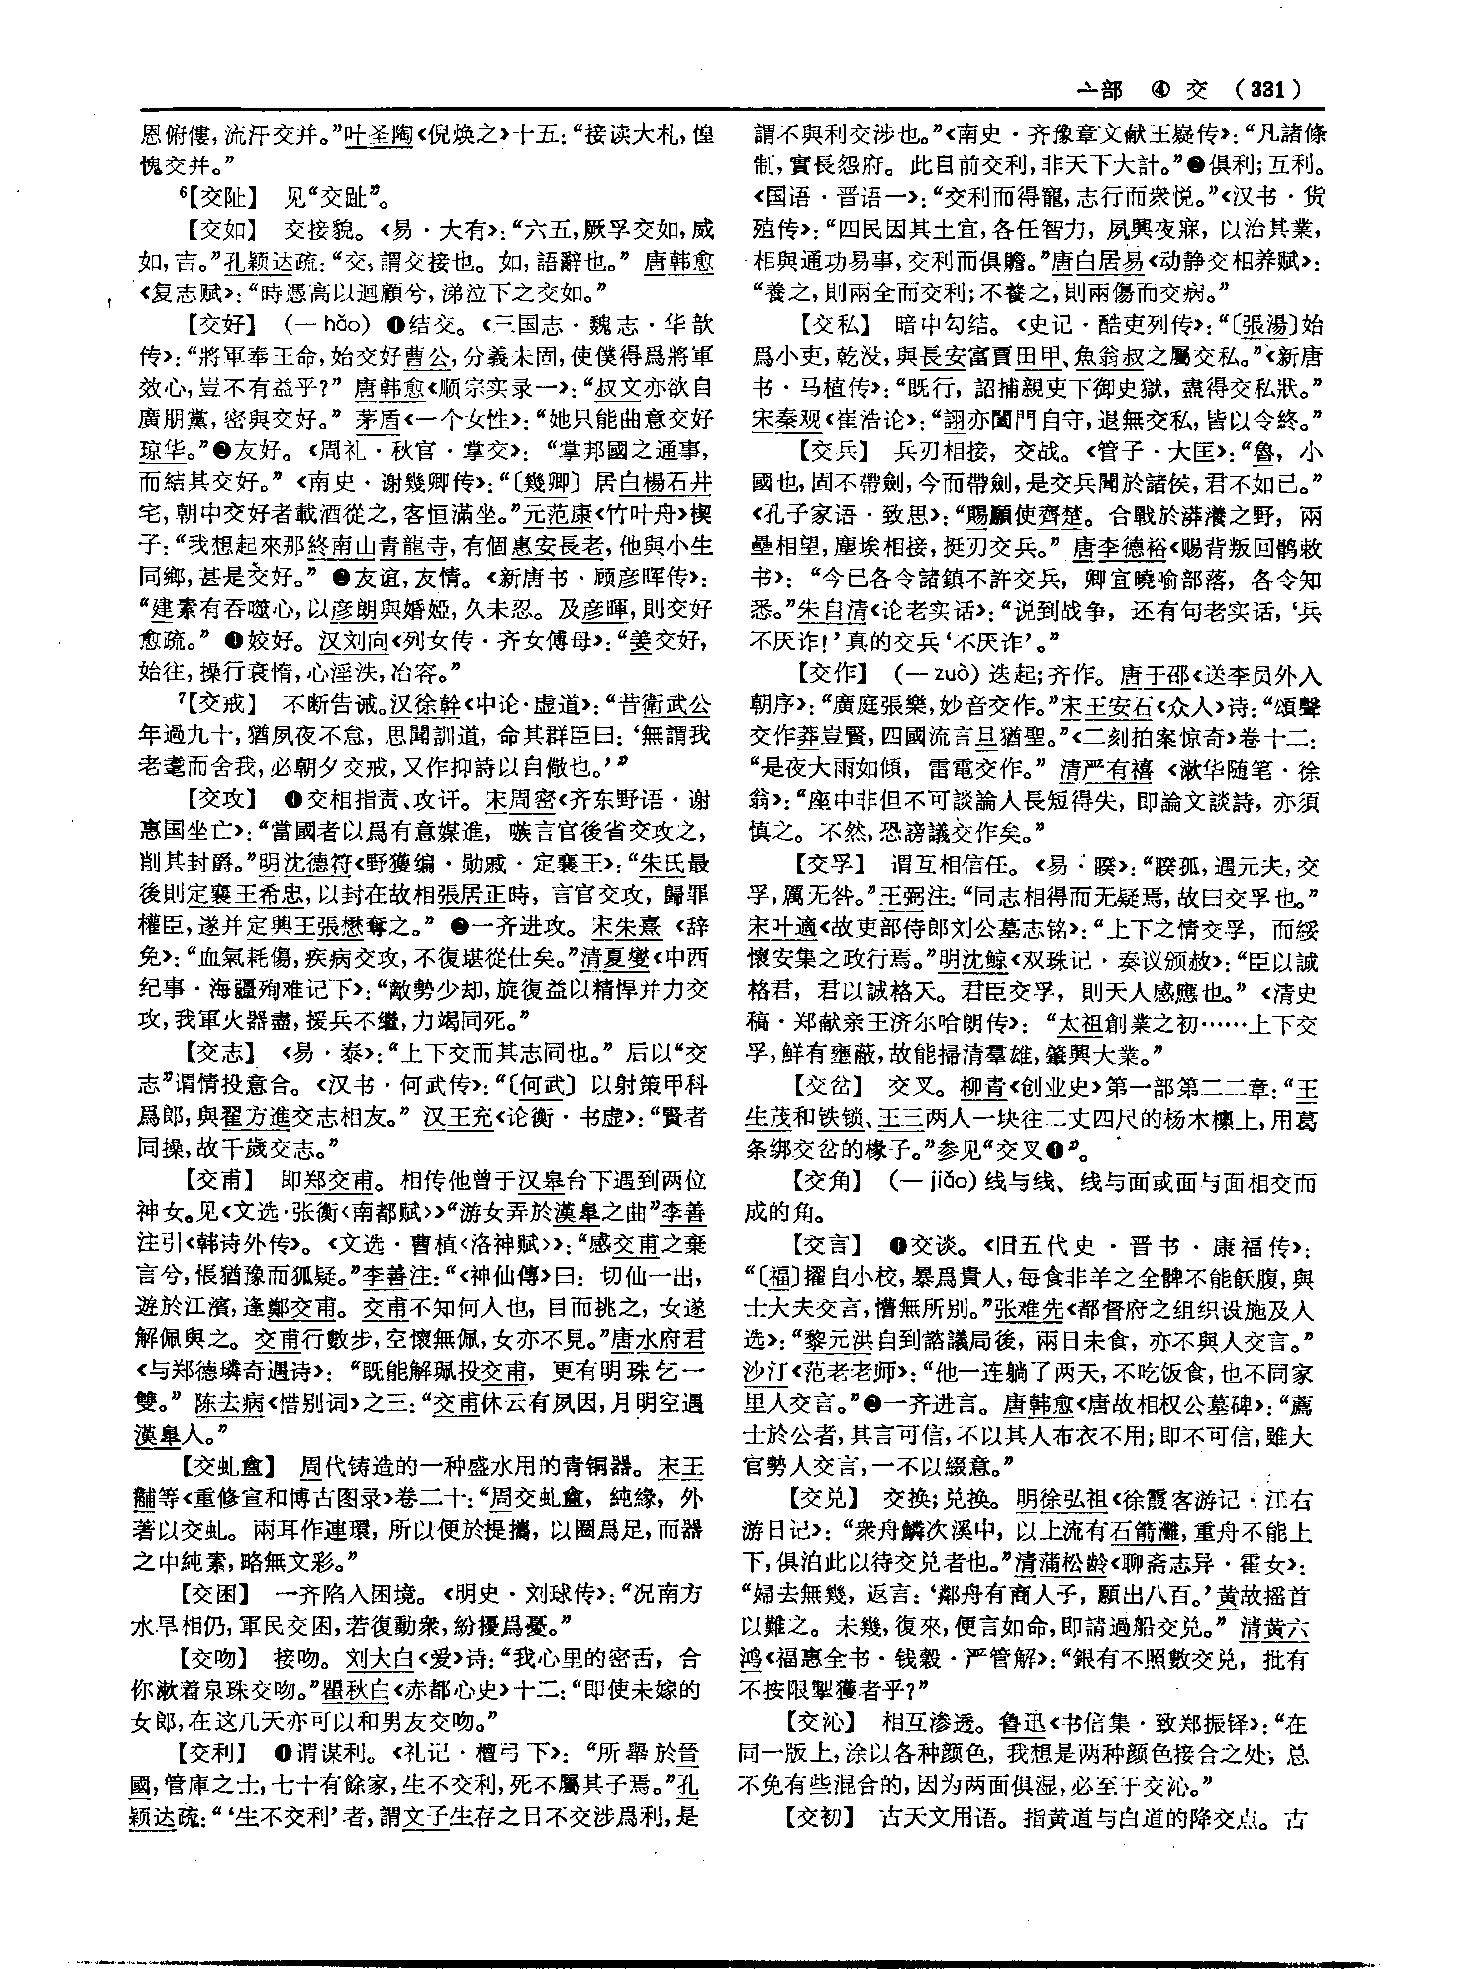 亠部 ④ 交 （331）
恩俯僂，流汗交并。”叶圣陶《倪焕之》十五：“接读大札，惶
愧交并。”
6【交阯】 见“交趾”。
【交如】 交接貌。《易·大有》：“六五，厥孚交如，威
如，吉。”孔颖达疏：“交，謂交接也。如，語辭也。” 唐韩愈
《复志赋》：“時憑高以迴顧兮，涕泣下之交如。”
【交好】 （一 hǎo） ❶结交。《三国志·魏志·华歆
传》：“將軍奉王命，始交好曹公，分義未固，使僕得爲將軍
效心，豈不有益乎？” 唐韩愈《顺宗实录一》：“叔文亦欲自
廣朋黨，密與交好。” 茅盾《一个女性》：“她只能曲意交好
琼华。”❷友好。《周礼·秋官·掌交》：“掌邦國之通事，
而結其交好。”《南史·谢幾卿传》：“〔幾卿〕居白楊石井
宅，朝中交好者載酒從之，客恒滿坐。”元范康《竹叶舟》楔
子：“我想起來那終南山青龍寺，有個惠安長老，他與小生
同鄉，甚是交好。” ❸友谊，友情。《新唐书·顾彦晖传》：
“建素有吞噬心，以彦朗與婚婭，久未忍。及彦暉，則交好
愈疏。” ❹姣好。汉刘向《列女传·齐女傅母》：“姜交好，
始往，操行衰惰，心淫泆，冶容。”
7【交戒】 不断告诫。汉徐幹《中论·虚道》：“昔衛武公
年過九十，猶夙夜不怠，思聞訓道，命其群臣曰：‘無謂我
老耄而舍我，必朝夕交戒，又作抑詩以自儆也。’”
【交攻】 ❶交相指责、攻讦。宋周密《齐东野语·谢
惠国坐亡》：“當國者以爲有意媒進，嗾言官後省交攻之，
削其封爵。”明沈德符《野獲编·勋戚·定襄王》：“朱氏最
後則定襄王希忠，以封在故相張居正時，言官交攻，歸罪
權臣，遂并定興王張懋奪之。” ❷一齐进攻。宋朱熹《辞
免》：“血氣耗傷，疾病交攻，不復堪從仕矣。”清夏燮《中西
纪事·海疆殉难记下》：“敵勢少却，旋復益以精悍并力交
攻，我軍火器盡，援兵不繼，力竭同死。”
【交志】 《易·泰》：“上下交而其志同也。”后以“交
志”谓情投意合。《汉书·何武传》：“〔何武〕以射策甲科
爲郎，與翟方進交志相友。” 汉王充《论衡·书虚》：“賢者
同操，故千歲交志。”
【交甫】 即郑交甫。相传他曾于汉皋台下遇到两位
神女。见《文选·张衡〈南都赋〉》“游女弄於漢臯之曲”李善
注引《韩诗外传》。《文选·曹植〈洛神赋〉》：“感交甫之棄
言兮，悵猶豫而狐疑。”李善注：“《神仙傳》曰：切仙一出，
遊於江濱，逢鄭交甫。交甫不知何人也，目而挑之，女遂
解佩與之。交甫行數步，空懷無佩，女亦不見。”唐水府君
《与郑德璘奇遇诗》：“既能解珮投交甫，更有明珠乞一
雙。” 陈去病《惜别词》之三：“交甫休云有夙因，月明空遇
漢臯人。”
【交虬盦】 周代铸造的一种盛水用的青铜器。宋王
黼等《重修宣和博古图录》卷二十：“周交虬盦，純緣，外
著以交虬。兩耳作連環，所以便於提攜，以圈爲足，而器
之中純素，略無文彩。”
【交困】 一齐陷入困境。《明史·刘球传》：“况南方
水旱相仍，軍民交困，若復動衆，紛擾爲憂。”
【交吻】 接吻。刘大白《爱》诗：“我心里的密舌，合
你漱着泉珠交吻。”瞿秋白《赤都心史》十二：“即使未嫁的
女郎，在这几天亦可以和男友交吻。”
【交利】 ❶谓谋利。《礼记·檀弓下》：“所舉於晉
國，管庫之士，七十有餘家，生不交利，死不屬其子焉。”孔
颖达疏：“‘生不交利’者，謂文子生存之日不交涉爲利，是
謂不與利交涉也。”《南史·齐豫章文献王嶷传》：“凡諸條
制，實長怨府。此目前交利，非天下大計。”❷俱利；互利。
《国语·晋语一》：“交利而得寵，志行而衆悦。”《汉书·货
殖传》：“四民因其土宜，各任智力，夙興夜寐，以治其業，
相與通功易事，交利而俱贍。”唐白居易《动静交相养赋》：
“養之，則兩全而交利；不養之，則兩傷而交病。”
【交私】 暗中勾结。《史记·酷吏列传》：“〔張湯〕始
爲小吏，乾没，與長安富賈田甲、魚翁叔之屬交私。”《新唐
书·马植传》：“既行，詔捕親吏下御史獄，盡得交私狀。”
宋秦观《崔浩论》：“詡亦闔門自守，退無交私，皆以令終。”
【交兵】 兵刃相接，交战。《管子·大匡》：“魯，小
國也，固不帶劍，今而帶劍，是交兵聞於諸侯，君不如已。”
《孔子家语·致思》：“賜願使齊楚。合戰於漭瀁之野，兩
壘相望，塵埃相接，挺刃交兵。” 唐李德裕《赐背叛回鹘敕
书》：“今已各令諸鎮不許交兵，卿宜曉喻部落，各令知
悉。”朱自清《论老实话》：“说到战争，还有句老实话，‘兵
不厌诈！’真的交兵‘不厌诈’。”
【交作】 （一 zuò）迭起；齐作。唐于邵《送李员外入
朝序》：“廣庭張樂，妙音交作。”宋王安石《众人》诗：“頌聲
交作莽豈賢，四國流言旦猶聖。”《二刻拍案惊奇》卷十二：
“是夜大雨如傾，雷電交作。” 清严有禧《漱华随笔·徐
翁》：“座中非但不可談論人長短得失，即論文談詩，亦須
慎之。不然，恐謗議交作矣。”
【交孚】 谓互相信任。《易·睽》：“睽孤，遇元夫，交
孚，厲无咎。”王弼注：“同志相得而无疑焉，故曰交孚也。”
宋叶適《故吏部侍郎刘公墓志铭》：“上下之情交孚，而綏
懷安集之政行焉。”明沈鲸《双珠记·奏议颁赦》：“臣以誠
格君，君以誠格天。君臣交孚，則天人感應也。”《清史
稿·郑献亲王济尔哈朗传》：“太祖創業之初……上下交
孚，鮮有壅蔽，故能掃清羣雄，肇興大業。”
【交岔】 交叉。柳青《创业史》第一部第二二章：“王
生茂和铁锁、王三两人一块往二丈四尺的杨木檩上，用葛
条绑交岔的椽子。”参见“交叉❶”。
【交角】 （一 jiǎo）线与线、线与面或面与面相交而
成的角。
【交言】 ❶交谈。《旧五代史·晋书·康福传》：
“〔福〕擢自小校，暴爲貴人，每食非羊之全髀不能飫腹，與
士大夫交言，懵無所别。”张难先《都督府之组织设施及人
选》：“黎元洪自到諮議局後，兩日未食，亦不與人交言。”
沙汀《范老老师》：“他一连躺了两天，不吃饭食，也不同家
里人交言。”❷一齐进言。唐韩愈《唐故相权公墓碑》：“薦
士於公者，其言可信，不以其人布衣不用；即不可信，雖大
官勢人交言，一不以綴意。”
【交兑】 交换；兑换。明徐弘祖《徐霞客游记·江右
游日记》：“衆舟鱗次溪中，以上流有石箭灘，重舟不能上
下，俱泊此以待交兑者也。”清蒲松龄《聊斋志异·霍女》：
“婦去無幾，返言：‘鄰舟有商人子，願出八百。’黄故摇首
以難之。未幾，復來，便言如命，即請過船交兑。” 清黄六
鸿《福惠全书·钱穀·严管解》：“銀有不照數交兑，批有
不按限掣獲者乎？”
【交沁】 相互渗透。鲁迅《书信集·致郑振铎》：“在
同一版上，涂以各种颜色，我想是两种颜色接合之处，总
不免有些混合的，因为两面俱湿，必至于交沁。”
【交初】 古天文用语。指黄道与白道的降交点。古